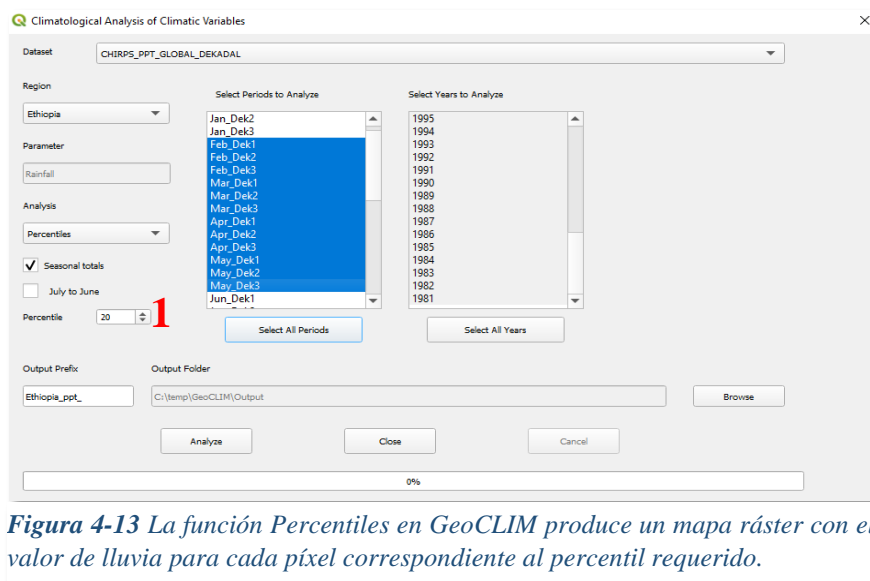 Climatological Analysis of Climatic Variables
Dataset
CHIRPS_PPT_GLOBAL_DEKADAL
Region
Ethiopia
Parameter
Rainfall
Analysis
Percentiles
Seasonal totals
July to June
Percentile
20
1
Select Periods to Analyze
Jan_Dek2
Jan_Dek3
Feb_Dek1
Feb_Dek2
Feb_Dek3
Mar_Dek1
Mar_Dek2
Mar_Dek3
Apr_Dek1
Apr_Dek2
Apr_Dek3
May_Dek1
May_Dek2
May_Dek3
Jun_Dek1
Select All Periods
Select Years to Analyze
1995
1994
1993
1992
1991
1990
1989
1988
1987
1986
1985
1984
1983
1982
1981
Select All Years
Output Prefix
Ethiopia_ppt_
Output Folder
C:\temp\GeoCLIM\Output
Browse
Analyze
Close
Cancel
0%
Figura 4-13 La función Percentiles en GeoCLIM produce un mapa ráster con el
valor de lluvia para cada píxel correspondiente al percentil requerido.